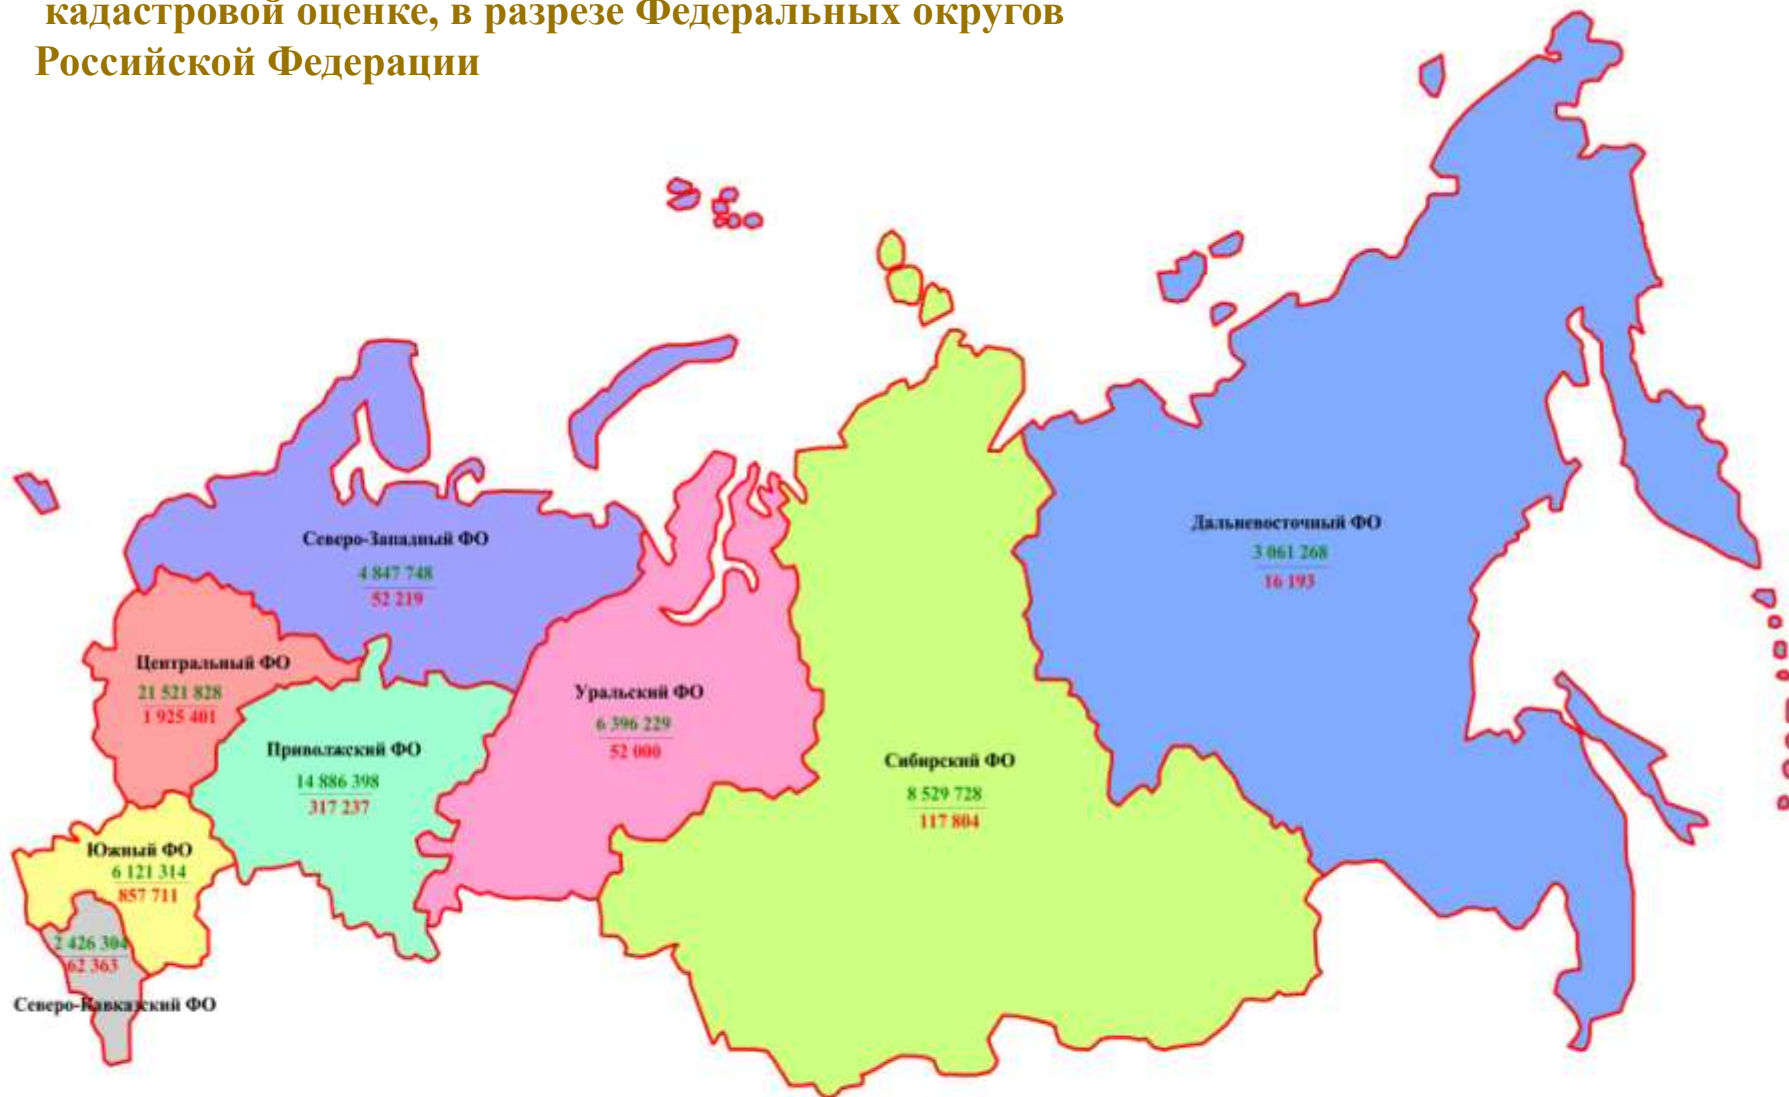 кадастровой оценке, в разрезе Федеральных округов
Российской Федерации
Северо-Западный ФО
4 847 748
52 219
Дальневосточный ФО
3 061 268
16 193
Центральный ФО
21 521 828
1 925 401
Уральский ФО
6 396 229
52 000
Приволжский ФО
14 886 398
317 237
Сибирский ФО
8 529 728
117 804
Южный ФО
6 121 314
857 711
2 426 304
62 363
Северо-Кавказский ФО